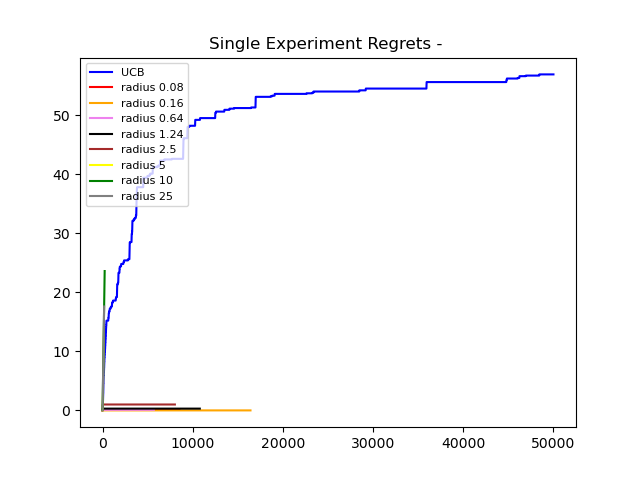 Single Experiment Regrets -
UCB
radius 0.08
radius 0.16
radius 0.64
radius 1.24
radius 2.5
radius 5
radius 10
radius 25
50
40
30
20
10
0
0 10000 20000 30000 40000 50000